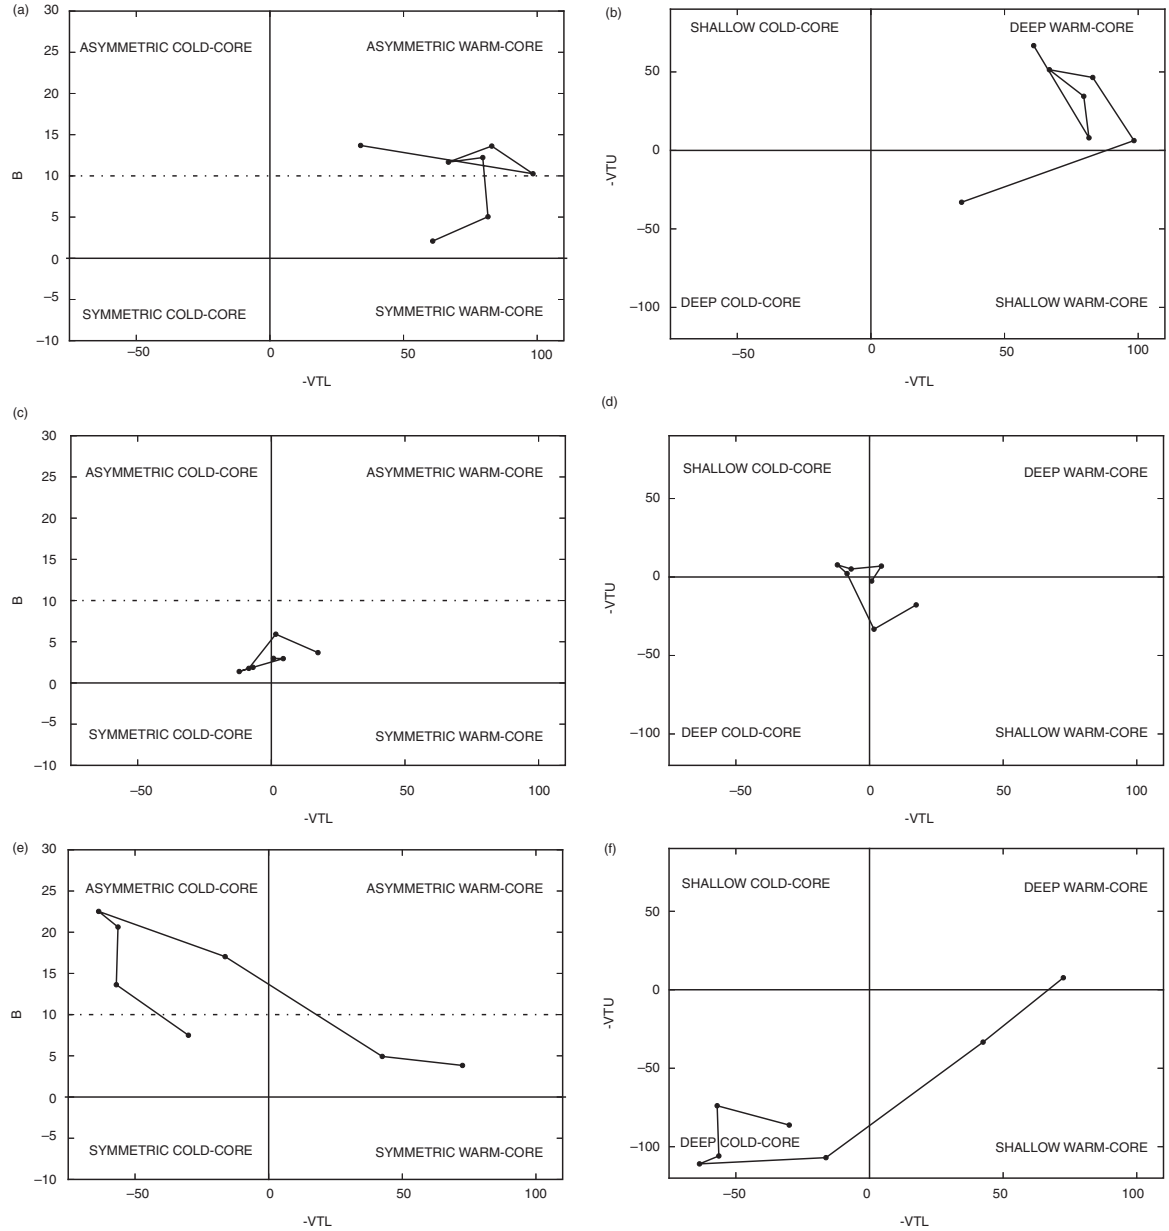 (a)
30
25
20
15
10
5
0
−5
−10
B
ASYMMETRIC COLD-CORE
ASYMMETRIC WARM-CORE
SYMMETRIC COLD-CORE
SYMMETRIC WARM-CORE
−50
0
50
100
-VTL
(b)
50
0
−50
−100
-VTU
SHALLOW COLD-CORE
DEEP WARM-CORE
DEEP COLD-CORE
SHALLOW WARM-CORE
−50
0
50
100
-VTL
(c)
30
25
20
15
10
5
0
−5
−10
B
ASYMMETRIC COLD-CORE
ASYMMETRIC WARM-CORE
SYMMETRIC COLD-CORE
SYMMETRIC WARM-CORE
−50
0
50
100
-VTL
(d)
50
0
−50
−100
-VTU
SHALLOW COLD-CORE
DEEP WARM-CORE
DEEP COLD-CORE
SHALLOW WARM-CORE
−50
0
50
100
-VTL
(e)
30
25
20
15
10
5
0
−5
−10
B
ASYMMETRIC COLD-CORE
ASYMMETRIC WARM-CORE
SYMMETRIC COLD-CORE
SYMMETRIC WARM-CORE
−50
0
50
100
-VTL
(f)
50
0
−50
−100
-VTU
SHALLOW COLD-CORE
DEEP WARM-CORE
DEEP COLD-CORE
SHALLOW WARM-CORE
−50
0
50
100
-VTL